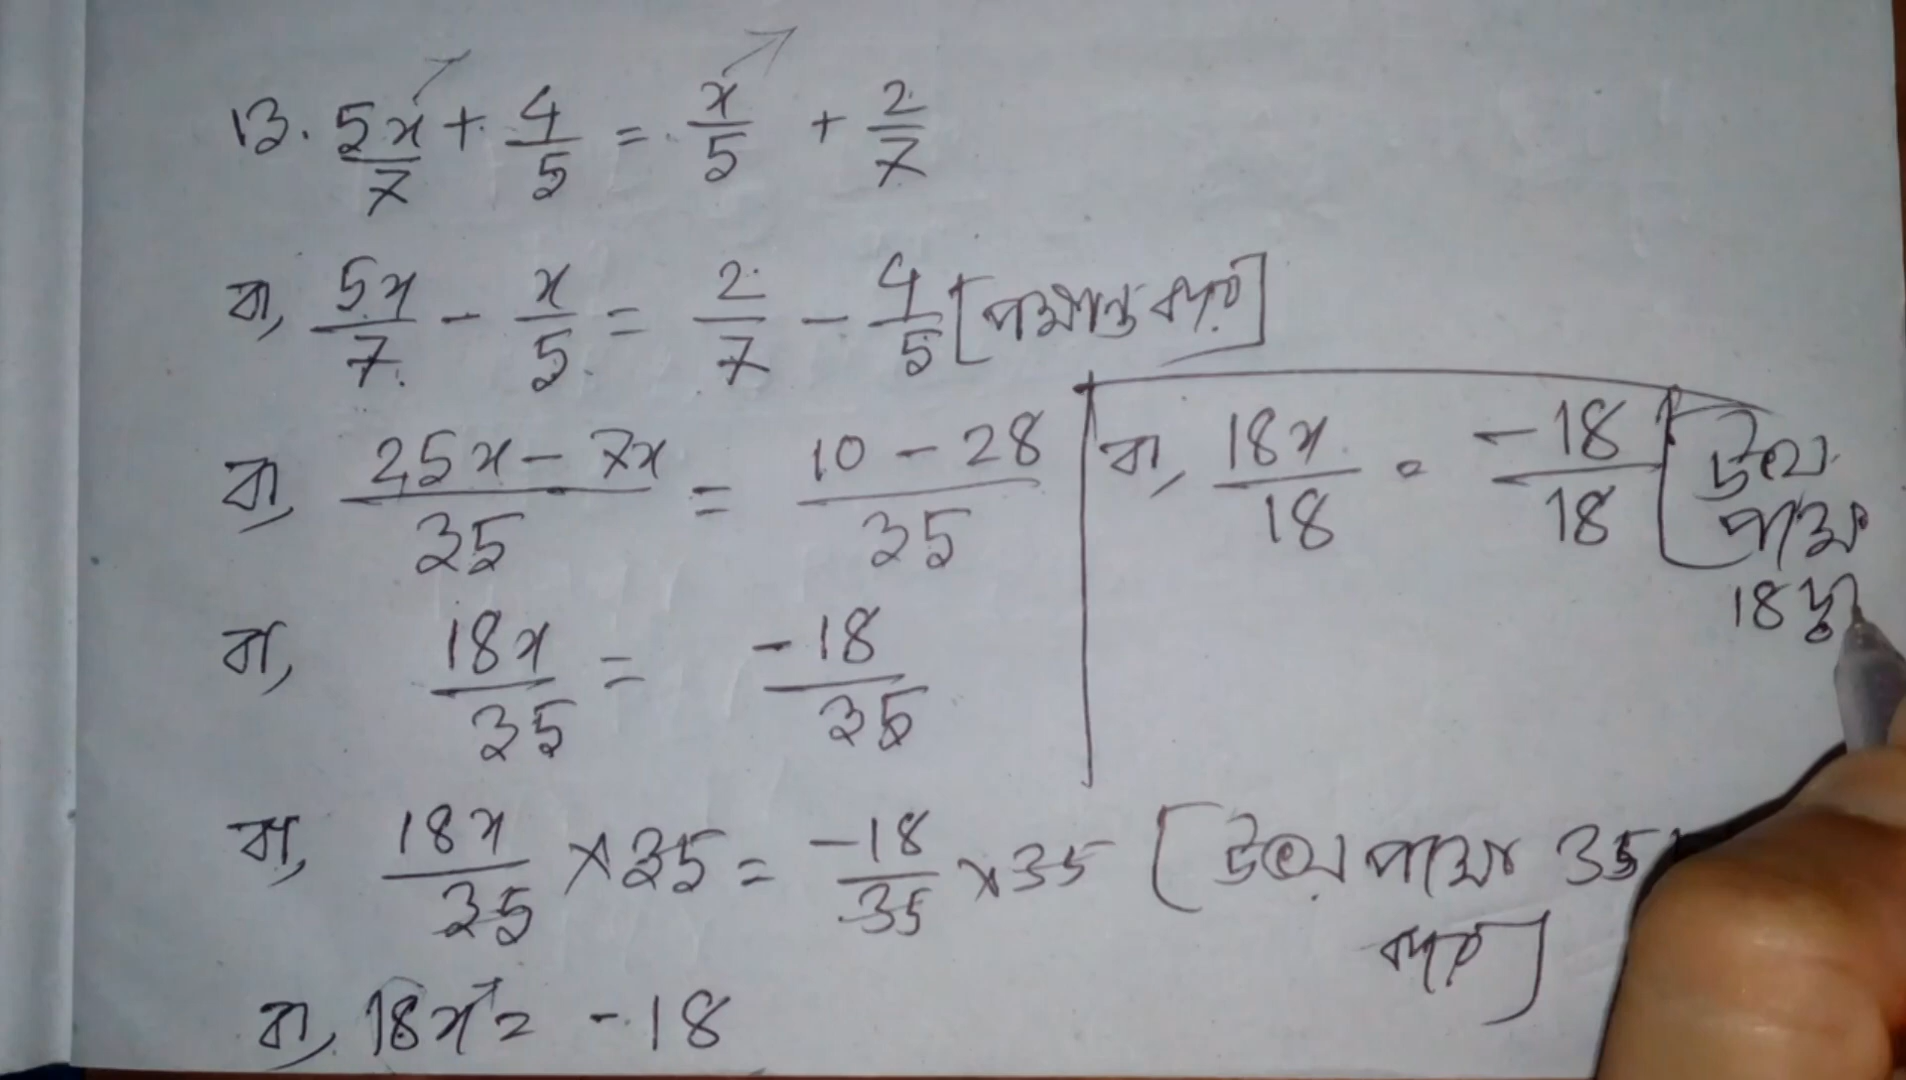 13. 5x/7 + 4/5 = x/5 + 2/7
বা, 5x/7 - x/5 = 2/7 - 4/5 [পক্ষান্তর করে]
বা, 25x - 7x/35 = 10 - 28/35
বা, 18x/35 = -18/35
বা, 18x/35 × 35 = -18/35 × 35 [উভয় পক্ষে 35
করে]
বা, 18x = -18
বা, 18x/18 = -18/18 [উভয়
পক্ষে
18